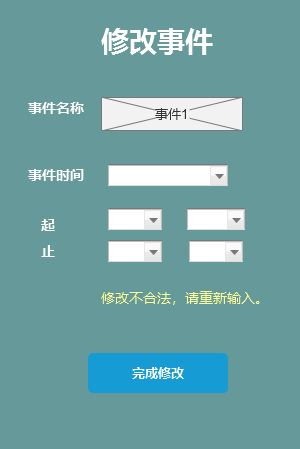 修改事件
事件名称
事件1
事件时间
起
止
修改不合法，请重新输入。
完成修改